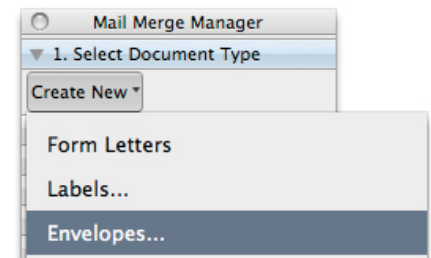 Mail Merge Manager
1. Select Document Type
Create New
Form Letters
Labels...
Envelopes...